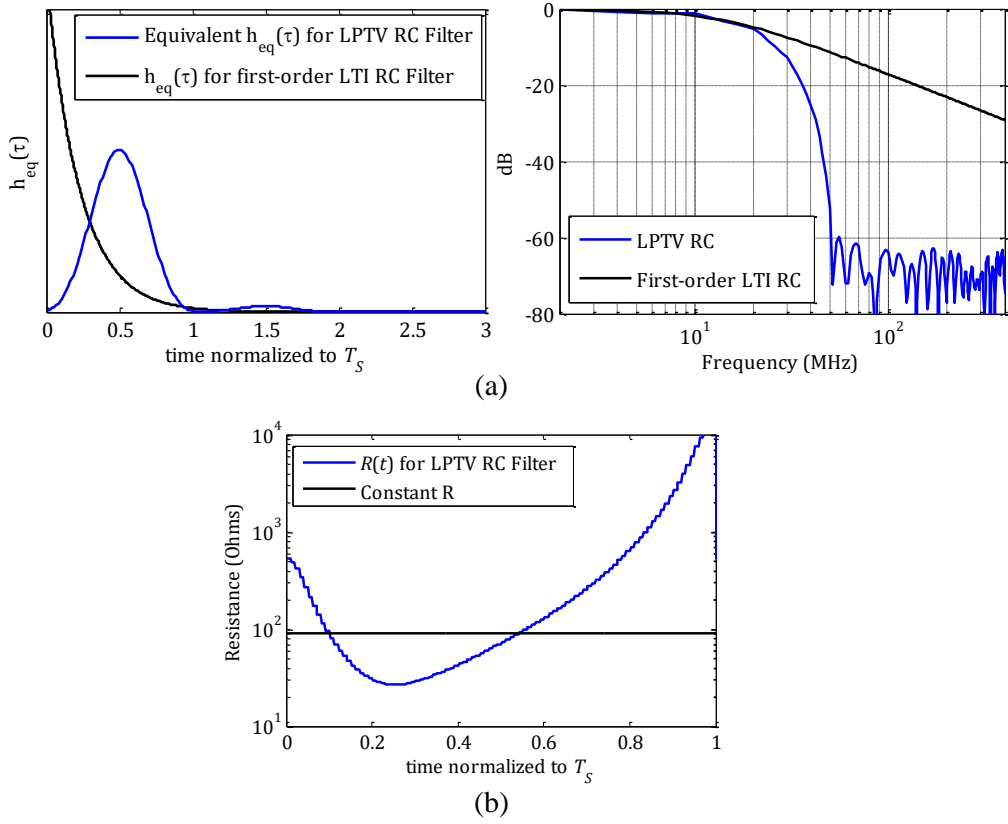 Equivalent h_eq(τ) for LPTV RC Filter
h_eq(τ) for first-order LTI RC Filter
h_eq(τ)
0 0.5 1 1.5 2 2.5 3
time normalized to T_S
0
-20
-40
-60
-80
dB
LPTV RC
First-order LTI RC
10^1 10^2
Frequency (MHz)
(a)
10^4
10^3
10^2
10^1
Resistance (Ohms)
R(t) for LPTV RC Filter
Constant R
0 0.2 0.4 0.6 0.8 1
time normalized to T_S
(b)